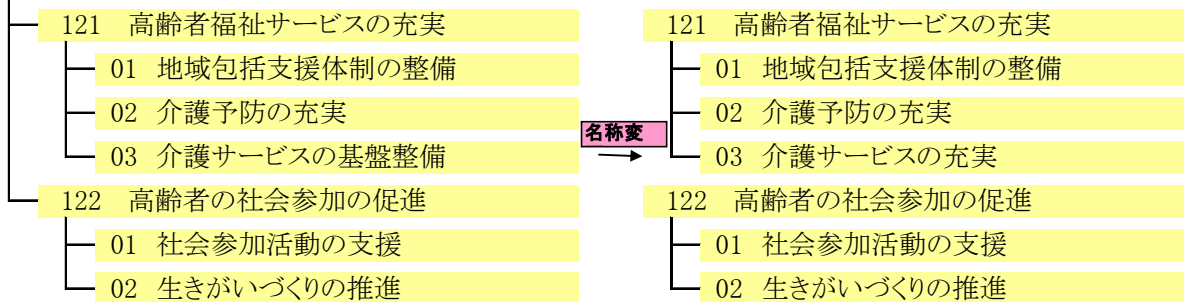 121　高齢者福祉サービスの充実
01 地域包括支援体制の整備
02 介護予防の充実
03 介護サービスの基盤整備
122　高齢者の社会参加の促進
01 社会参加活動の支援
02 生きがいづくりの推進
名称変
121　高齢者福祉サービスの充実
01 地域包括支援体制の整備
02 介護予防の充実
03 介護サービスの充実
122　高齢者の社会参加の促進
01 社会参加活動の支援
02 生きがいづくりの推進